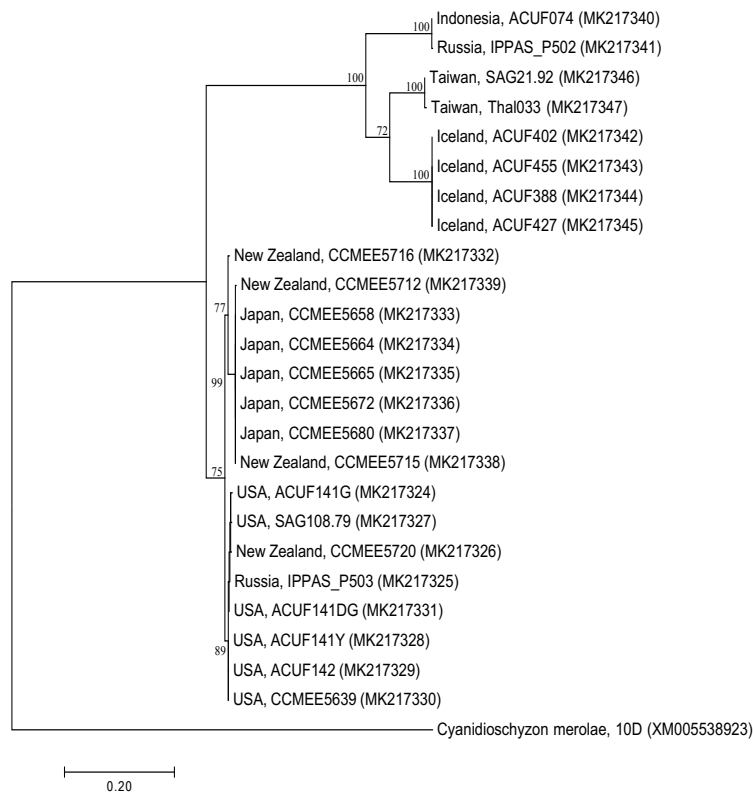 Indonesia, ACUF074 (MK217340)
100
Russia, IPPAS_P502 (MK217341)
100
Taiwan, SAG21.92 (MK217346)
100
Taiwan, Thal033 (MK217347)
72
Iceland, ACUF402 (MK217342)
Iceland, ACUF455 (MK217343)
100
Iceland, ACUF388 (MK217344)
Iceland, ACUF427 (MK217345)
New Zealand, CCMEE5716 (MK217332)
New Zealand, CCMEE5712 (MK217339)
77
Japan, CCMEE5658 (MK217333)
Japan, CCMEE5664 (MK217334)
Japan, CCMEE5665 (MK217335)
99
Japan, CCMEE5672 (MK217336)
Japan, CCMEE5680 (MK217337)
New Zealand, CCMEE5715 (MK217338)
75
USA, ACUF141G (MK217324)
USA, SAG108.79 (MK217327)
New Zealand, CCMEE5720 (MK217326)
Russia, IPPAS_P503 (MK217325)
USA, ACUF141DG (MK217331)
USA, ACUF141Y (MK217328)
89
USA, ACUF142 (MK217329)
USA, CCMEE5639 (MK217330)
Cyanidioschyzon merolae, 10D (XM005538923)
0.20